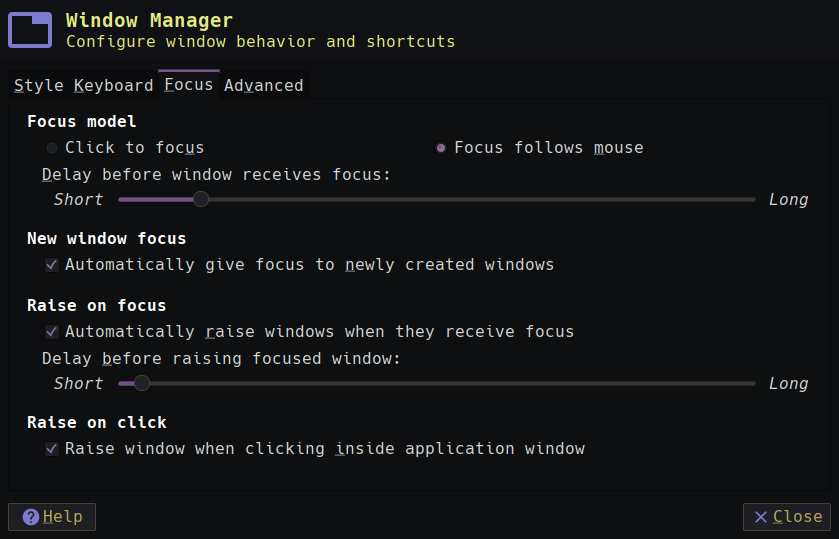 Window Manager
Configure window behavior and shortcuts
Style Keyboard Focus Advanced
Focus model
Click to focus Focus follows mouse
Delay before window receives focus:
Short Long
New window focus
Automatically give focus to newly created windows
Raise on focus
Automatically raise windows when they receive focus
Delay before raising focused window:
Short Long
Raise on click
Raise window when clicking inside application window
Help Close